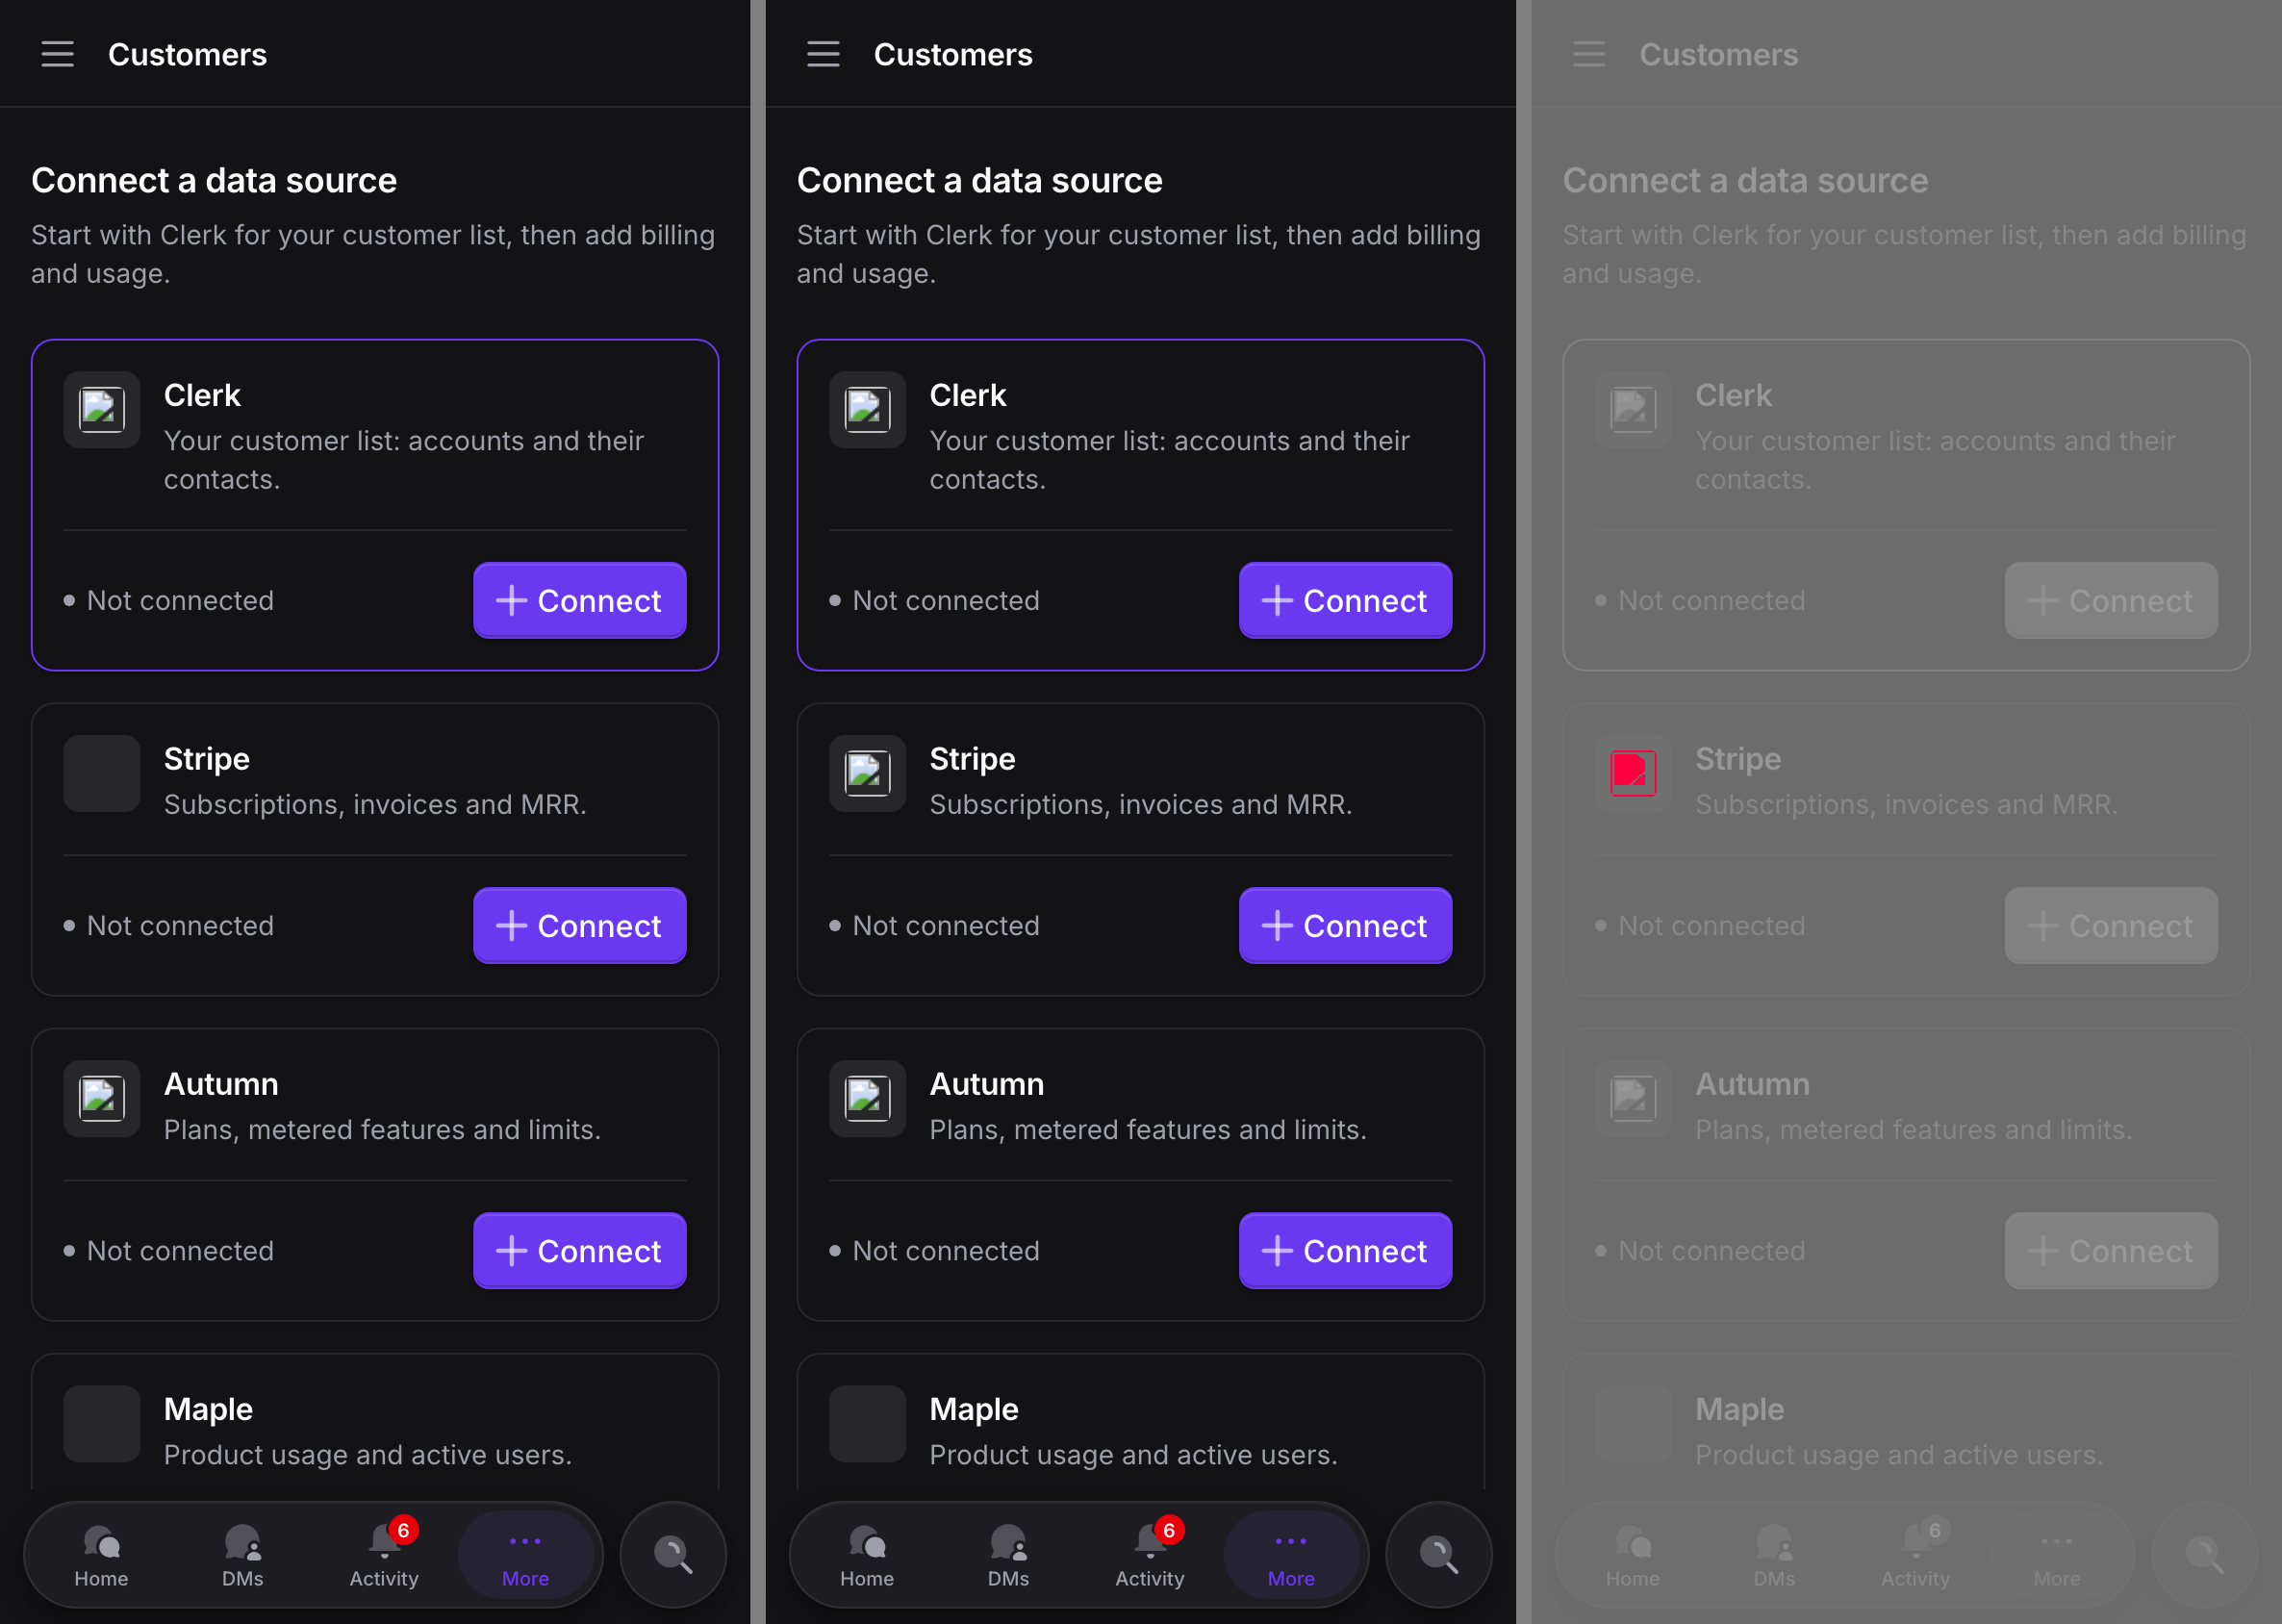 Customers
Connect a data source
Start with Clerk for your customer list, then add billing
and usage.
Clerk
Your customer list: accounts and their
contacts.
Not connected
Connect
Stripe
Subscriptions, invoices and MRR.
Not connected
Connect
Autumn
Plans, metered features and limits.
Not connected
Connect
Maple
Product usage and active users.
Home
DMs
6
Activity
More
Customers
Connect a data source
Start with Clerk for your customer list, then add billing
and usage.
Clerk
Your customer list: accounts and their
contacts.
Not connected
Connect
Stripe
Subscriptions, invoices and MRR.
Not connected
Connect
Autumn
Plans, metered features and limits.
Not connected
Connect
Maple
Product usage and active users.
Home
DMs
6
Activity
More
Customers
Connect a data source
Start with Clerk for your customer list, then add billing
and usage.
Clerk
Your customer list: accounts and their
contacts.
Not connected
Connect
Stripe
Subscriptions, invoices and MRR.
Not connected
Connect
Autumn
Plans, metered features and limits.
Not connected
Connect
Maple
Product usage and active users.
Home
DMs
6
Activity
More